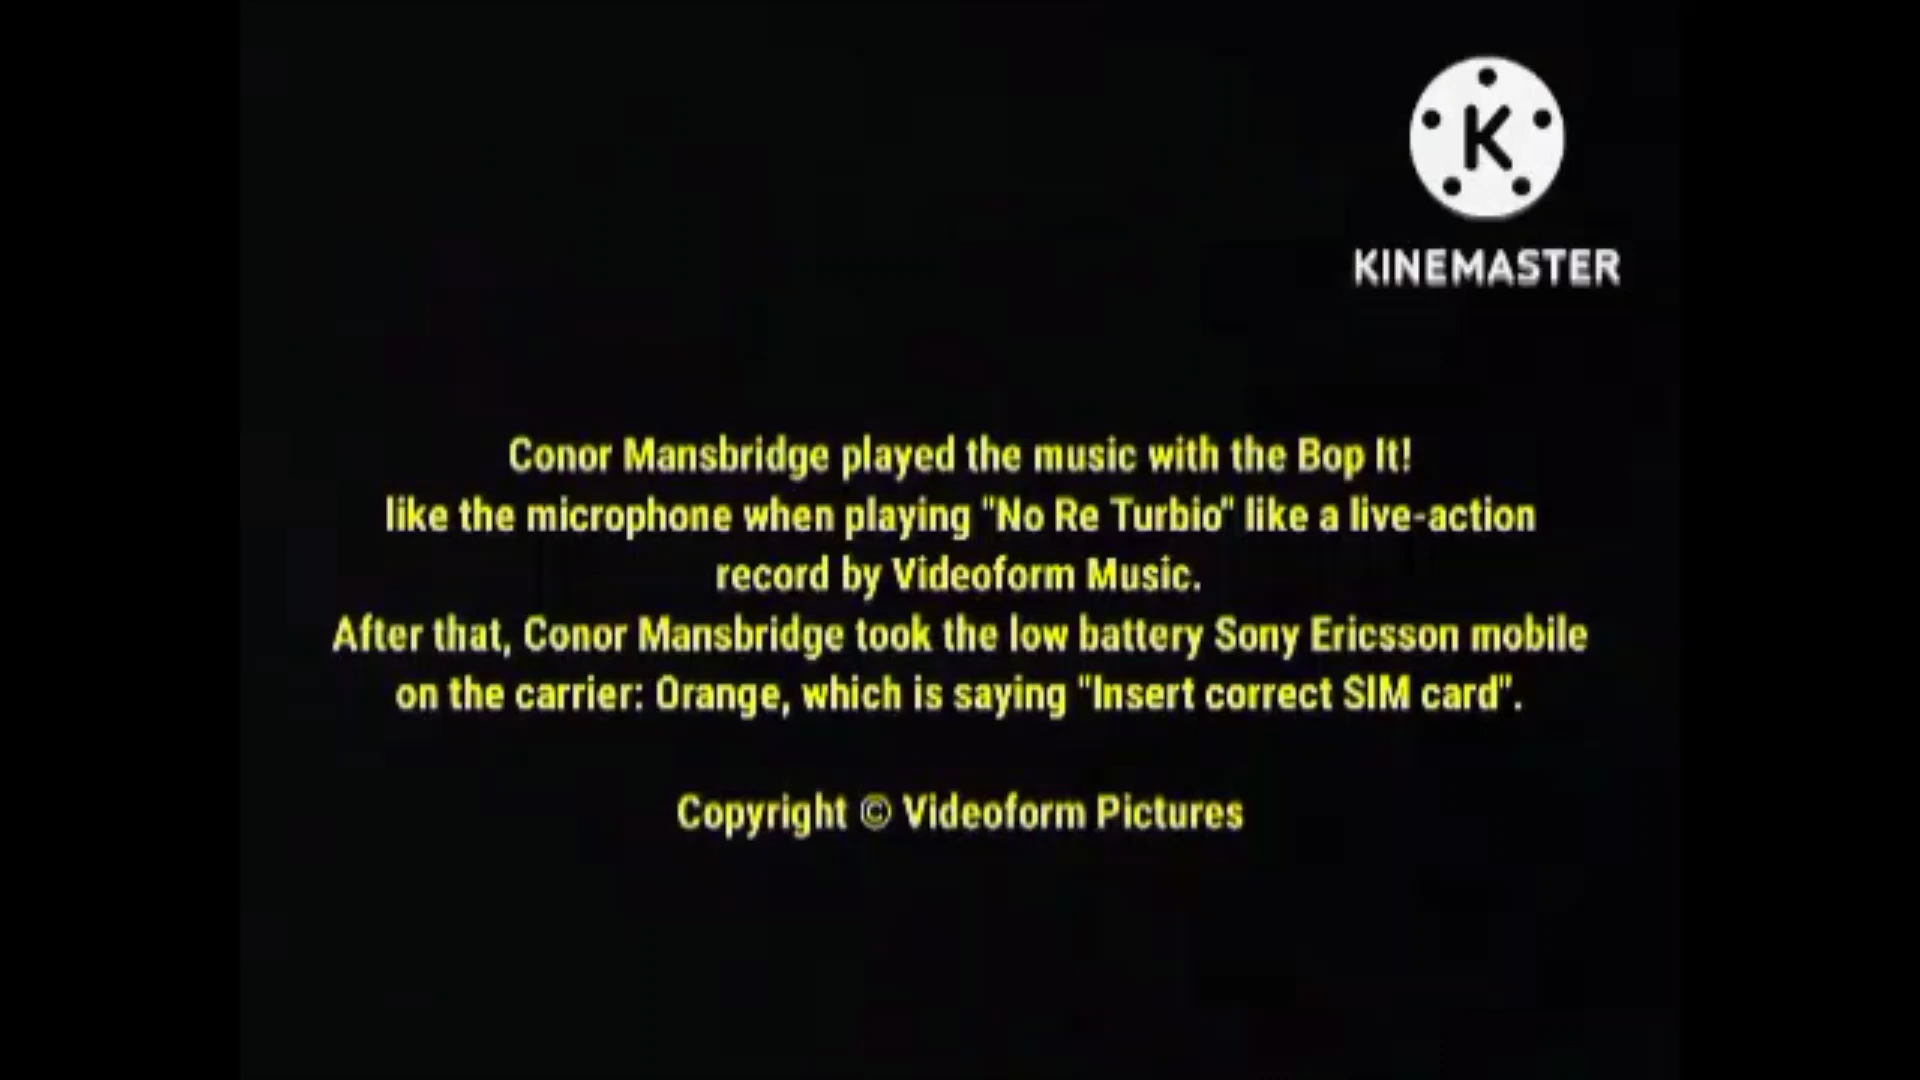 K
KINEMASTER
Conor Mansbridge played the music with the Bop It!
like the microphone when playing "No Re Turbio" like a live-action
record by Videoform Music.
After that, Conor Mansbridge took the low battery Sony Ericsson mobile
on the carrier: Orange, which is saying "Insert correct SIM card".
Copyright © Videoform Pictures